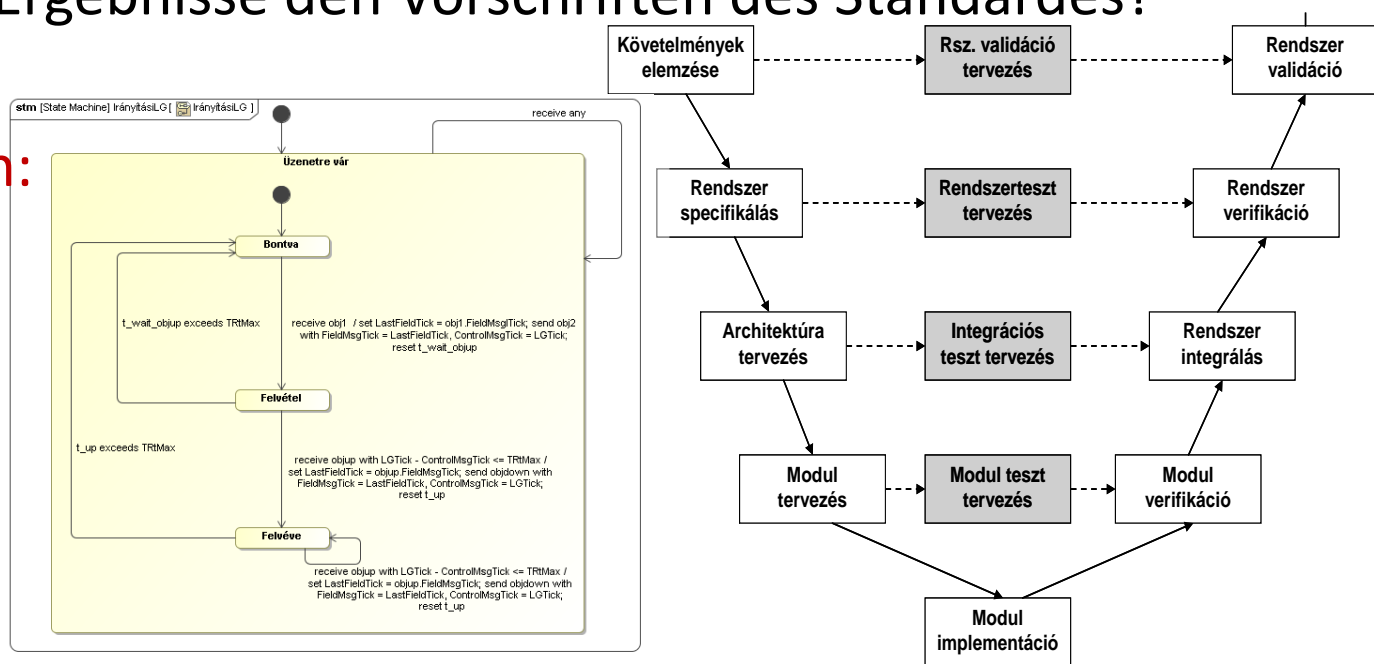 Ergebnisse den Vorschriften des Standardes?
n:
stm [State Machine] IrányításiLG [ IrányításiLG ]
receive any
Üzenetre vár
Bontva
t_wait_objup exceeds TRtMax
receive obj1 / set LastFieldTick = obj1.FieldMsgITick; send obj2
with FieldMsgTick = LastFieldTick, ControlMsgTick = LGTick;
reset t_wait_objup
Felvétel
t_up exceeds TRtMax
receive objup with LGTick - ControlMsgTick <= TRtMax /
set LastFieldTick = objup.FieldMsgTick; send objdown with
FieldMsgTick = LastFieldTick, ControlMsgTick = LGTick;
reset t_up
Felvéve
receive objup with LGTick - ControlMsgTick <= TRtMax /
set LastFieldTick = objup.FieldMsgTick; send objdown with
FieldMsgTick = LastFieldTick, ControlMsgTick = LGTick;
reset t_up
Követelmények
elemzése
Rsz. validáció
tervezés
Rendszer
validáció
Rendszer
specifikálás
Rendszerteszt
tervezés
Rendszer
verifikáció
Architektúra
tervezés
Integrációs
teszt tervezés
Rendszer
integrálás
Modul
tervezés
Modul teszt
tervezés
Modul
verifikáció
Modul
implementáció